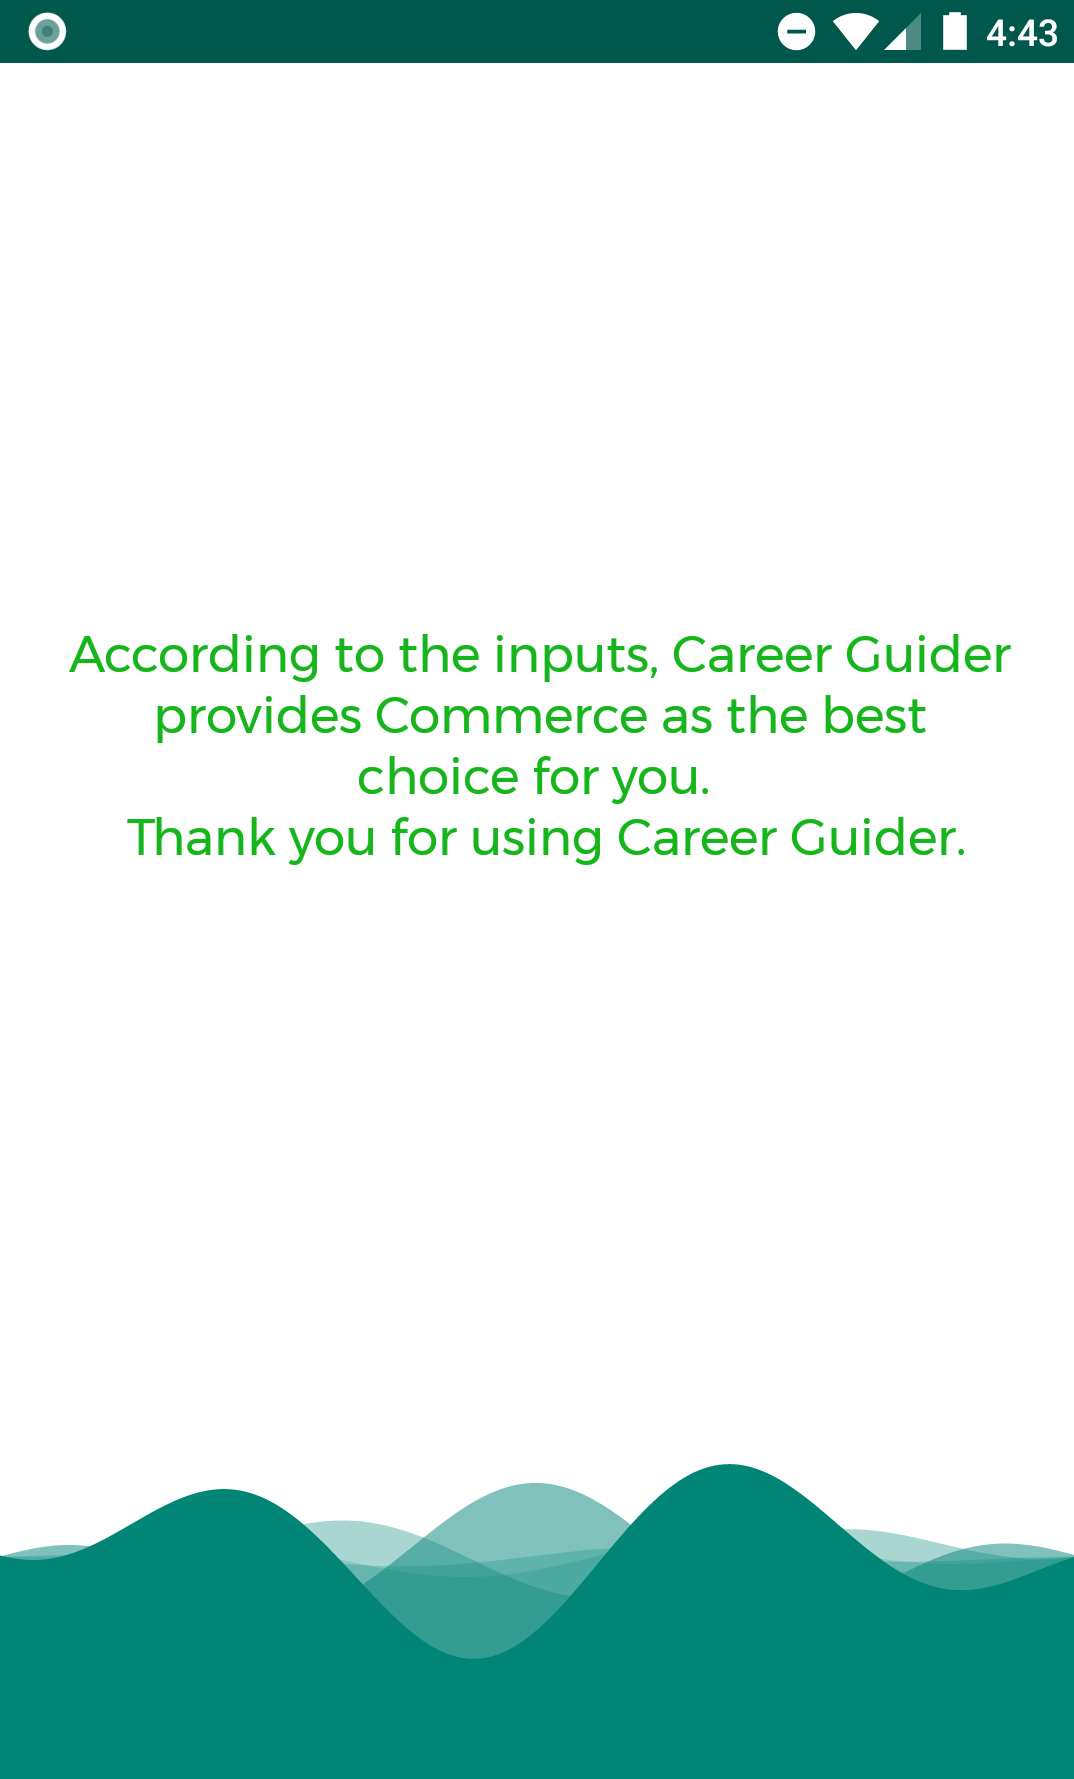 4:43
According to the inputs, Career Guider
provides Commerce as the best
choice for you.
Thank you for using Career Guider.